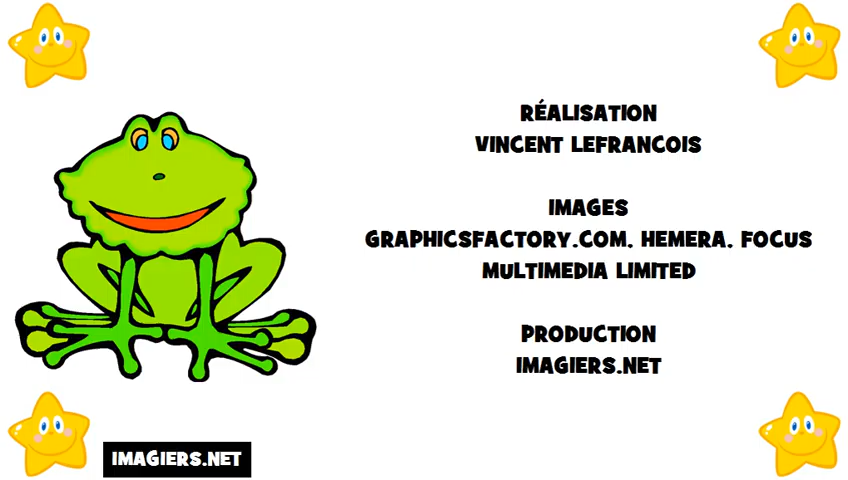 RÉALISATION
VINCENT LEFRANCOIS
IMAGES
GRAPHICSFACTORY.COM, HEMERA, FOCUS
MULTIMEDIA LIMITED
PRODUCTION
IMAGIERS.NET
IMAGIERS.NET